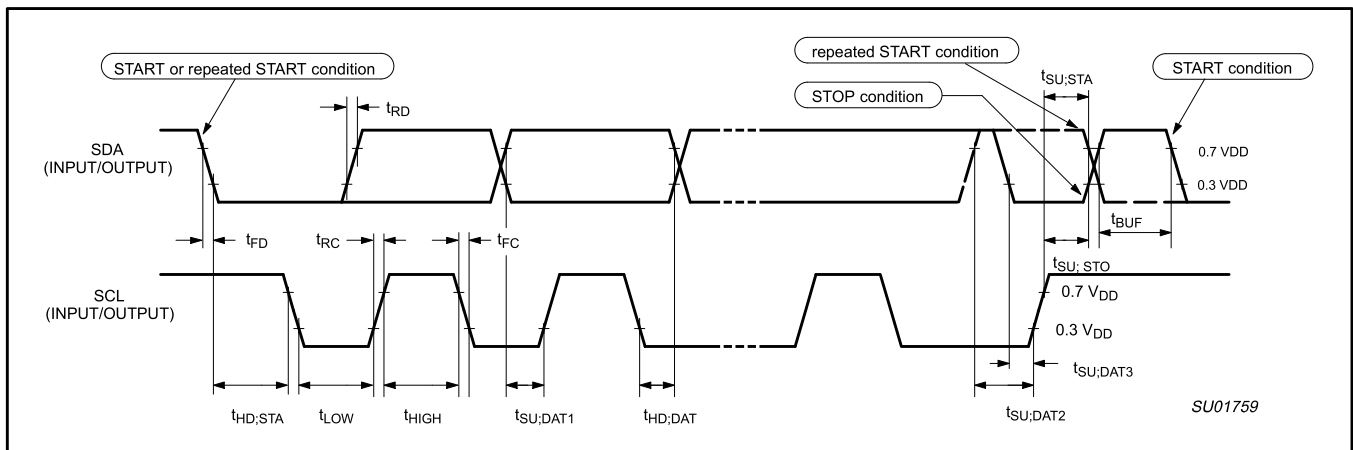 repeated START condition
START or repeated START condition
tSU;STA
START condition
STOP condition
tRD
SDA
(INPUT/OUTPUT)
0.7 VDD
0.3 VDD
tFD
tRC
tFC
tBUF
tSU; STO
SCL
(INPUT/OUTPUT)
0.7 VDD
0.3 VDD
tSU;DAT3
tHD;STA
tLOW
tHIGH
tSU;DAT1
tHD;DAT
tSU;DAT2
SU01759